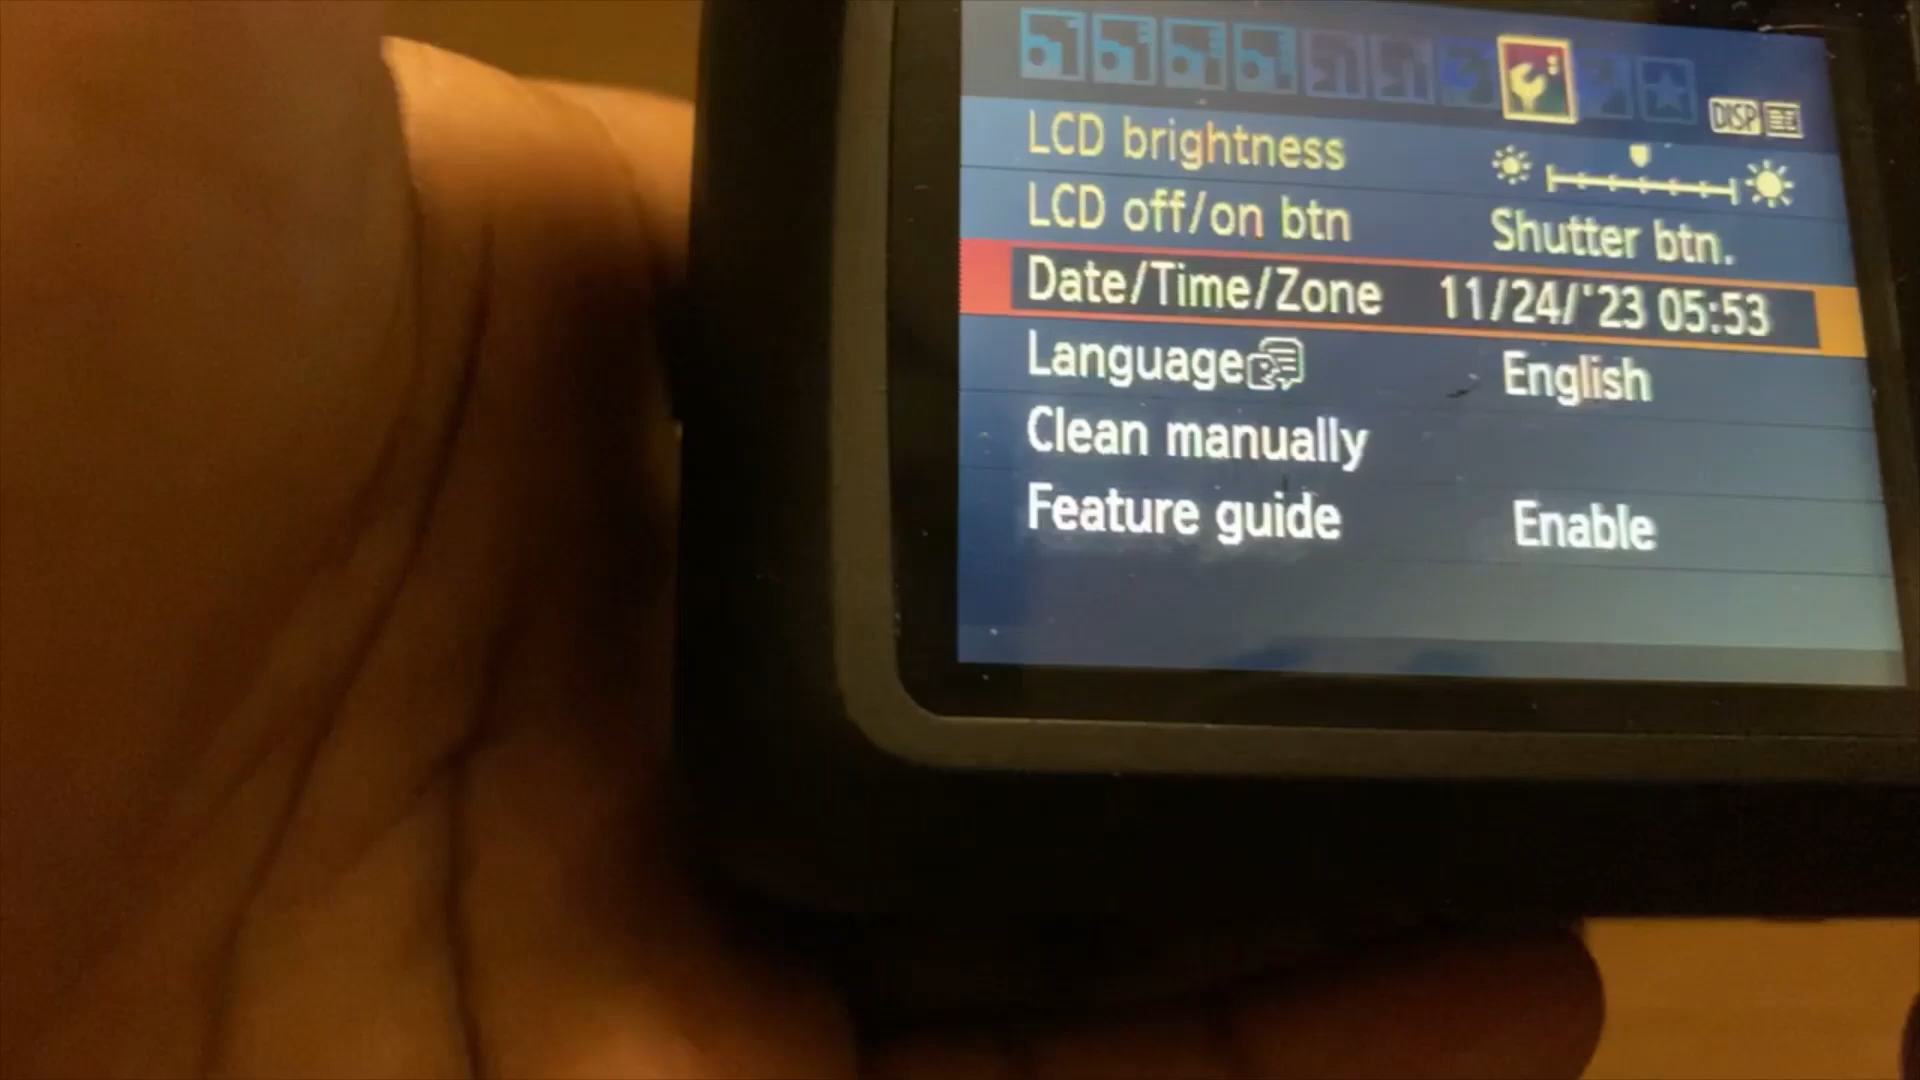 DISP
LCD brightness
LCD off/on btn Shutter btn.
Date/Time/Zone 11/24/'23 05:53
Language English
Clean manually
Feature guide Enable